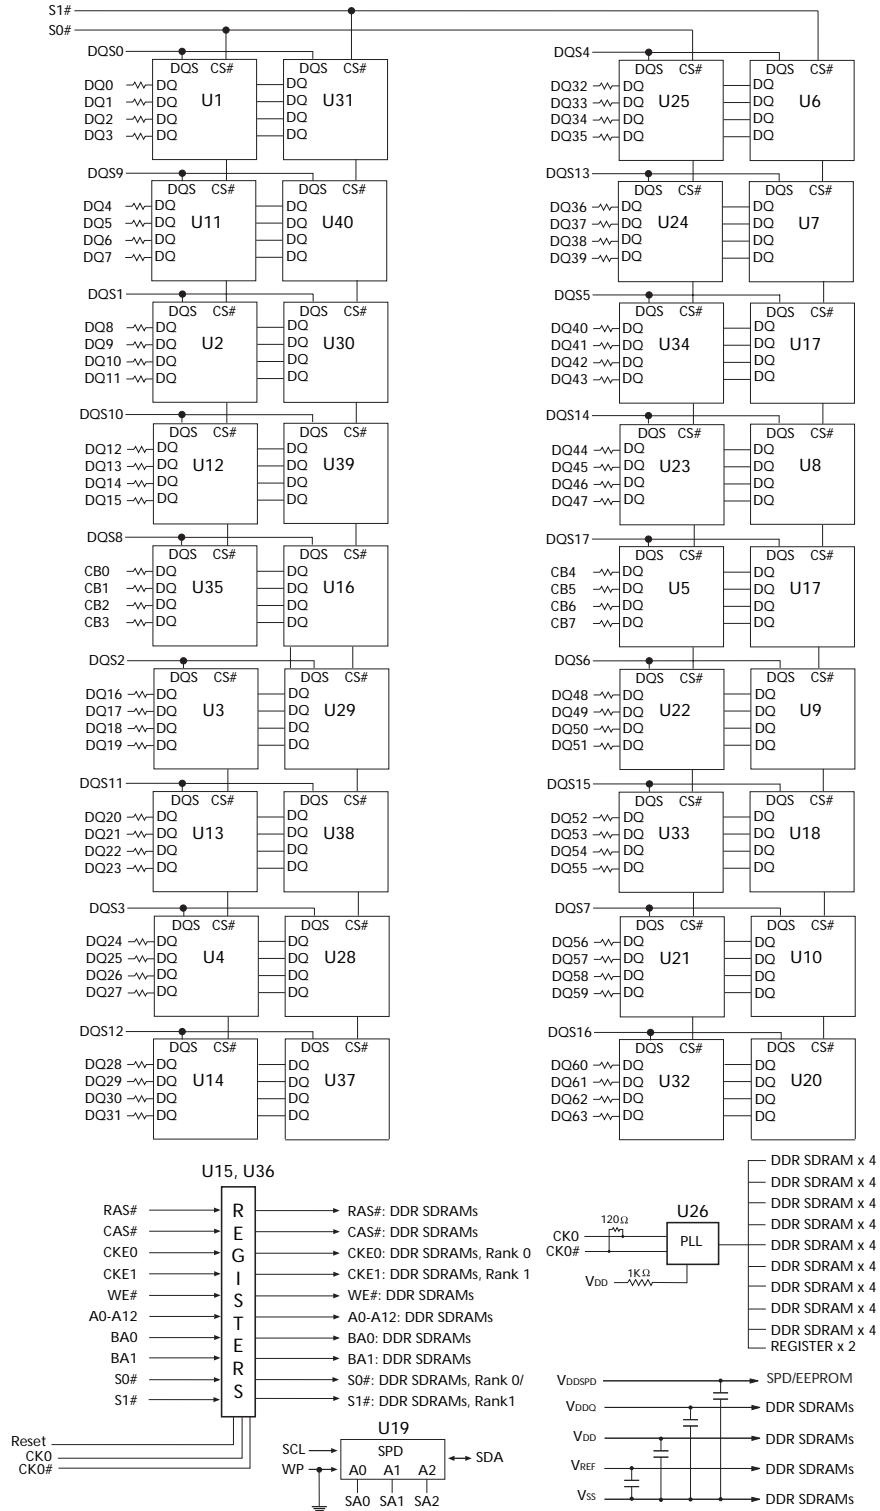 S1#
S0#
DQS0
DQS CS# DQS CS#
DQ0 DQ DQ
DQ1 DQ U1 DQ U31
DQ2 DQ DQ
DQ3 DQ DQ
DQS9
DQS CS# DQS CS#
DQ4 DQ DQ
DQ5 DQ U11 DQ U40
DQ6 DQ DQ
DQ7 DQ DQ
DQS1
DQS CS# DQS CS#
DQ8 DQ DQ
DQ9 DQ U2 DQ U30
DQ10 DQ DQ
DQ11 DQ DQ
DQS10
DQS CS# DQS CS#
DQ12 DQ DQ
DQ13 DQ U12 DQ U39
DQ14 DQ DQ
DQ15 DQ DQ
DQS8
DQS CS# DQS CS#
CB0 DQ DQ
CB1 DQ U35 DQ U16
CB2 DQ DQ
CB3 DQ DQ
DQS2
DQS CS# DQS CS#
DQ16 DQ DQ
DQ17 DQ U3 DQ U29
DQ18 DQ DQ
DQ19 DQ DQ
DQS11
DQS CS# DQS CS#
DQ20 DQ DQ
DQ21 DQ U13 DQ U38
DQ22 DQ DQ
DQ23 DQ DQ
DQS3
DQS CS# DQS CS#
DQ24 DQ DQ
DQ25 DQ U4 DQ U28
DQ26 DQ DQ
DQ27 DQ DQ
DQS12
DQS CS# DQS CS#
DQ28 DQ DQ
DQ29 DQ U14 DQ U37
DQ30 DQ DQ
DQ31 DQ DQ
DQS4
DQS CS# DQS CS#
DQ32 DQ DQ
DQ33 DQ U25 DQ U6
DQ34 DQ DQ
DQ35 DQ DQ
DQS13
DQS CS# DQS CS#
DQ36 DQ DQ
DQ37 DQ U24 DQ U7
DQ38 DQ DQ
DQ39 DQ DQ
DQS5
DQS CS# DQS CS#
DQ40 DQ DQ
DQ41 DQ U34 DQ U17
DQ42 DQ DQ
DQ43 DQ DQ
DQS14
DQS CS# DQS CS#
DQ44 DQ DQ
DQ45 DQ U23 DQ U8
DQ46 DQ DQ
DQ47 DQ DQ
DQS17
DQS CS# DQS CS#
CB4 DQ DQ
CB5 DQ U5 DQ U17
CB6 DQ DQ
CB7 DQ DQ
DQS6
DQS CS# DQS CS#
DQ48 DQ DQ
DQ49 DQ U22 DQ U9
DQ50 DQ DQ
DQ51 DQ DQ
DQS15
DQS CS# DQS CS#
DQ52 DQ DQ
DQ53 DQ U33 DQ U18
DQ54 DQ DQ
DQ55 DQ DQ
DQS7
DQS CS# DQS CS#
DQ56 DQ DQ
DQ57 DQ U21 DQ U10
DQ58 DQ DQ
DQ59 DQ DQ
DQS16
DQS CS# DQS CS#
DQ60 DQ DQ
DQ61 DQ U32 DQ U20
DQ62 DQ DQ
DQ63 DQ DQ
U15, U36
REGISTERS
RAS# RAS#: DDR SDRAMs
CAS# CAS#: DDR SDRAMs
CKE0 CKE0: DDR SDRAMs, Rank 0
CKE1 CKE1: DDR SDRAMs, Rank 1
WE# WE#: DDR SDRAMs
A0-A12 A0-A12: DDR SDRAMs
BA0 BA0: DDR SDRAMs
BA1 BA1: DDR SDRAMs
S0# S0#: DDR SDRAMs, Rank 0/
S1# S1#: DDR SDRAMs, Rank1
Reset
CK0
CK0#
U19
SCL SPD SDA
WP A0 A1 A2
SA0 SA1 SA2
U26
120Ω
CK0 PLL
CK0#
VDD 1KΩ
DDR SDRAM x 4
DDR SDRAM x 4
DDR SDRAM x 4
DDR SDRAM x 4
DDR SDRAM x 4
DDR SDRAM x 4
DDR SDRAM x 4
DDR SDRAM x 4
DDR SDRAM x 4
REGISTER x 2
VDDSPD SPD/EEPROM
VDDQ DDR SDRAMs
VDD DDR SDRAMs
VREF DDR SDRAMs
VSS DDR SDRAMs